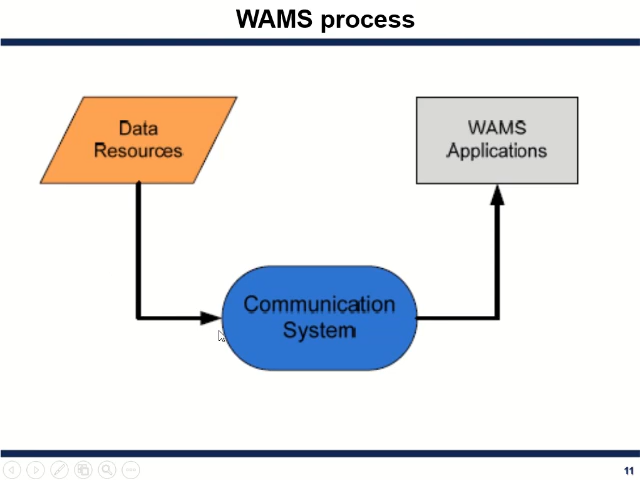 WAMS process
Data
Resources
WAMS
Applications
Communication
System
11